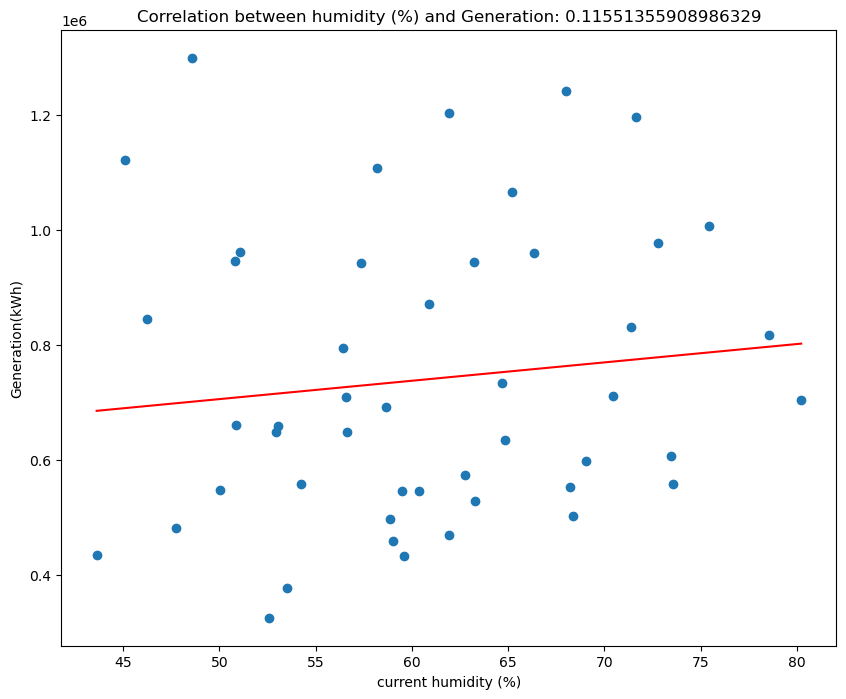 Correlation between humidity (%) and Generation: 0.11551355908986329
1e6
1.2
1.0
0.8
0.6
0.4
Generation(kWh)
45 50 55 60 65 70 75 80
current humidity (%)